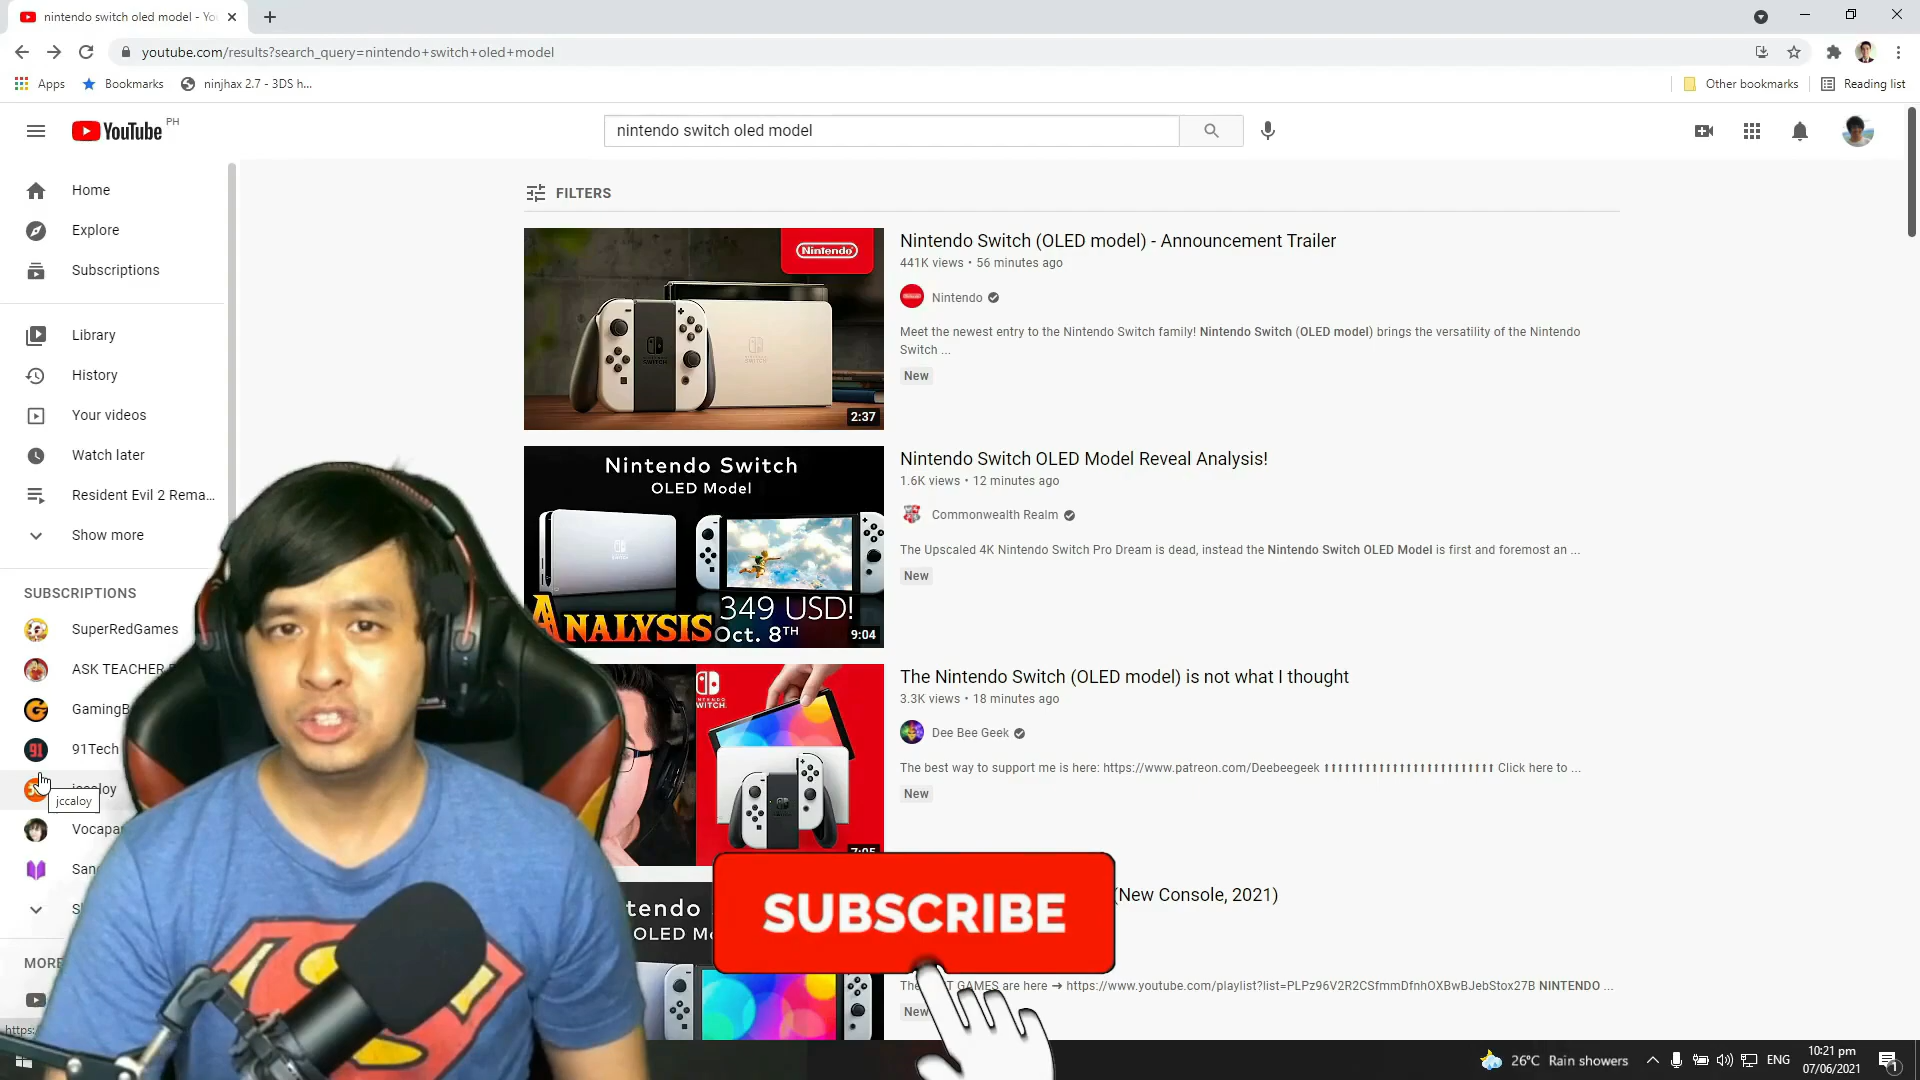 nintendo switch oled model - Yo
youtube.com/results?search_query=nintendo+switch+oled+model
Apps
Bookmarks
ninjhax 2.7 - 3DS h...
Other bookmarks
Reading list
YouTube PH
nintendo switch oled model
Home
Explore
Subscriptions
Library
History
Your videos
Watch later
Resident Evil 2 Rema...
Show more
SUBSCRIPTIONS
SuperRedGames
ASK TEACHER
GamingB
91Tech
jccaloy
Vocapa
San
MORE
https:
FILTERS
Nintendo
2:37
Nintendo Switch (OLED model) - Announcement Trailer
441K views • 56 minutes ago
Nintendo
Meet the newest entry to the Nintendo Switch family! Nintendo Switch (OLED model) brings the versatility of the Nintendo
Switch ...
New
Nintendo Switch
OLED Model
ANALYSIS
349 USD!
Oct. 8TH
9:04
Nintendo Switch OLED Model Reveal Analysis!
1.6K views • 12 minutes ago
Commonwealth Realm
The Upscaled 4K Nintendo Switch Pro Dream is dead, instead the Nintendo Switch OLED Model is first and foremost an ...
New
7:05
The Nintendo Switch (OLED model) is not what I thought
3.3K views • 18 minutes ago
Dee Bee Geek
The best way to support me is here: https://www.patreon.com/Deebeegeek ⬆⬆⬆⬆⬆⬆⬆⬆⬆⬆⬆⬆⬆⬆⬆⬆⬆⬆⬆⬆⬆⬆⬆⬆⬆ Click here to ...
New
tendo
OLED Mo
SUBSCRIBE
(New Console, 2021)
The T GAMES are here ➜ https://www.youtube.com/playlist?list=PLPz96V2R2CSfmmDfnhOXBwBJebStox27B NINTENDO ...
New
26°C Rain showers
ENG
10:21 pm
07/06/2021
1